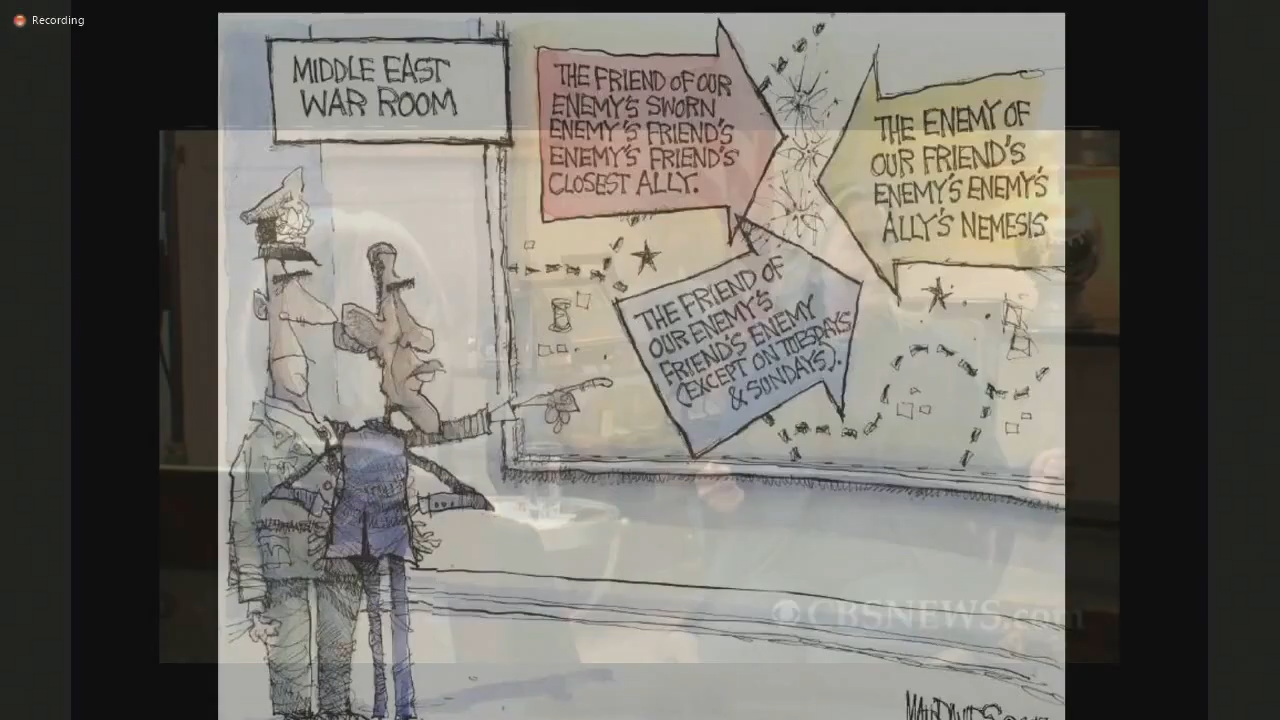 Recording
MIDDLE EAST
WAR ROOM
THE FRIEND OF OUR
ENEMY'S SWORN
ENEMY'S FRIEND'S
ENEMY'S FRIEND'S
CLOSEST ALLY.
THE ENEMY OF
OUR FRIEND'S
ENEMY'S ENEMY'S
ALLY'S NEMESIS
THE FRIEND OF
OUR ENEMY'S
FRIEND'S ENEMY
(EXCEPT ON TUESDAYS
& SUNDAYS).
CBSNEWS.com